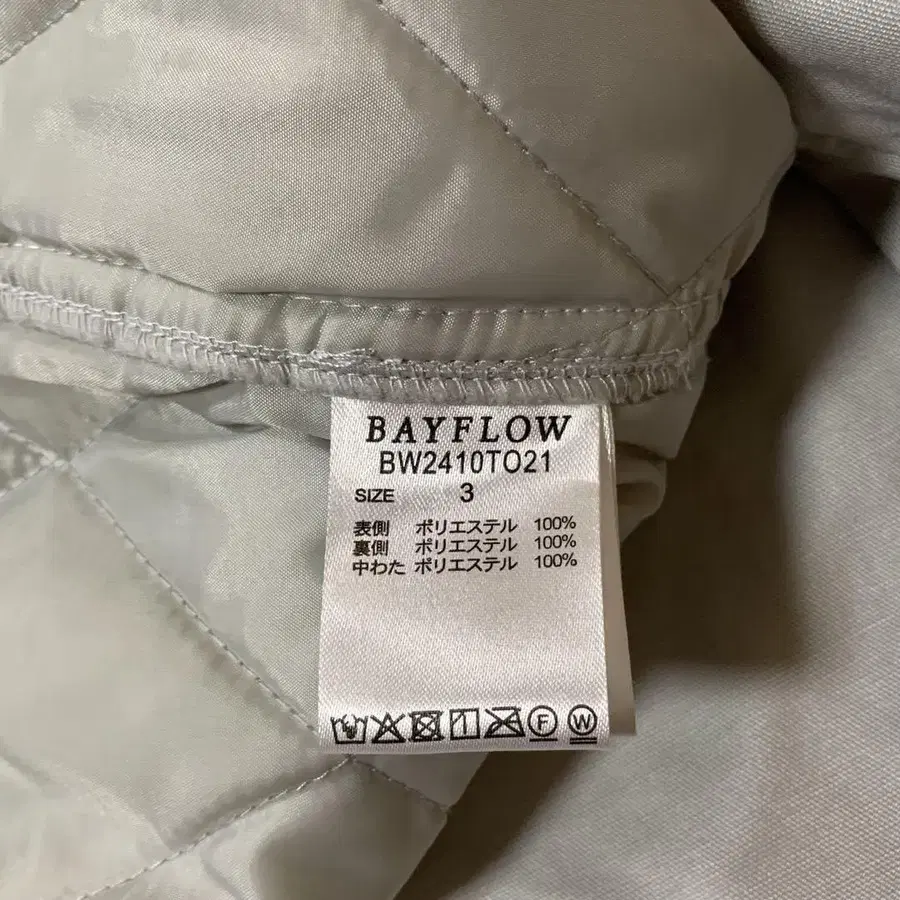 BAYFLOW
BW2410TO21
SIZE 3
表側 ポリエステル 100%
裏側 ポリエステル 100%
中わた ポリエステル 100%
F W